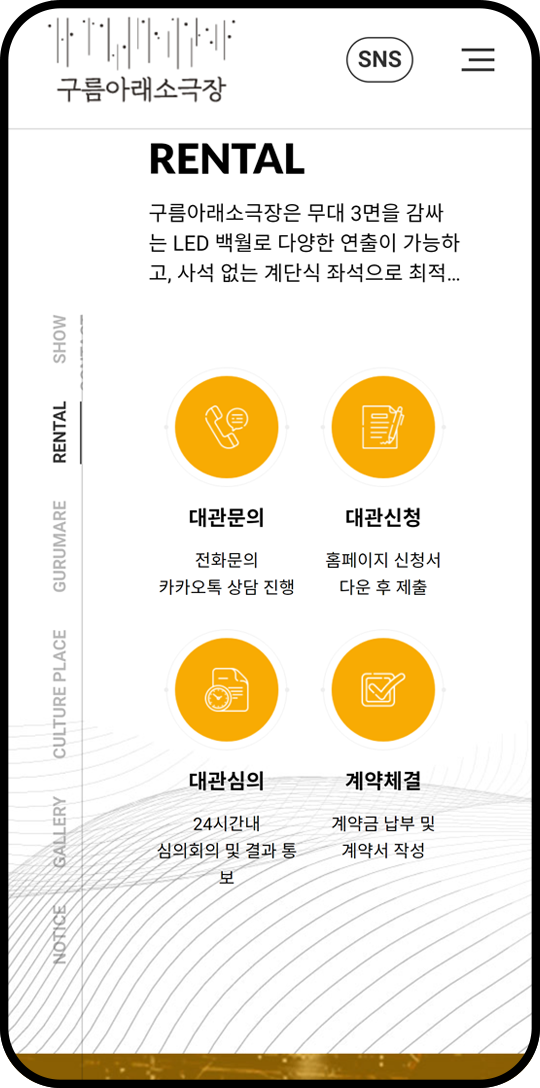 구름아래소극장
SNS
RENTAL
구름아래소극장은 무대 3면을 감싸
는 LED 백월로 다양한 연출이 가능하
고, 사석 없는 계단식 좌석으로 최적...
SHOW
RENTAL
GURUMARE
CULTURE PLACE
GALLERY
NOTICE
대관문의
전화문의
카카오톡 상담 진행
대관신청
홈페이지 신청서
다운 후 제출
대관심의
24시간내
심의회의 및 결과 통
보
계약체결
계약금 납부 및
계약서 작성